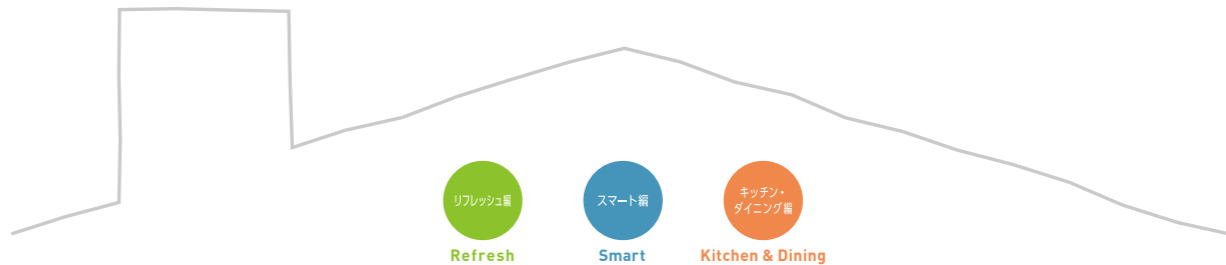 リフレッシュ編
スマート編
キッチン・
ダイニング編
Refresh
Smart
Kitchen & Dining